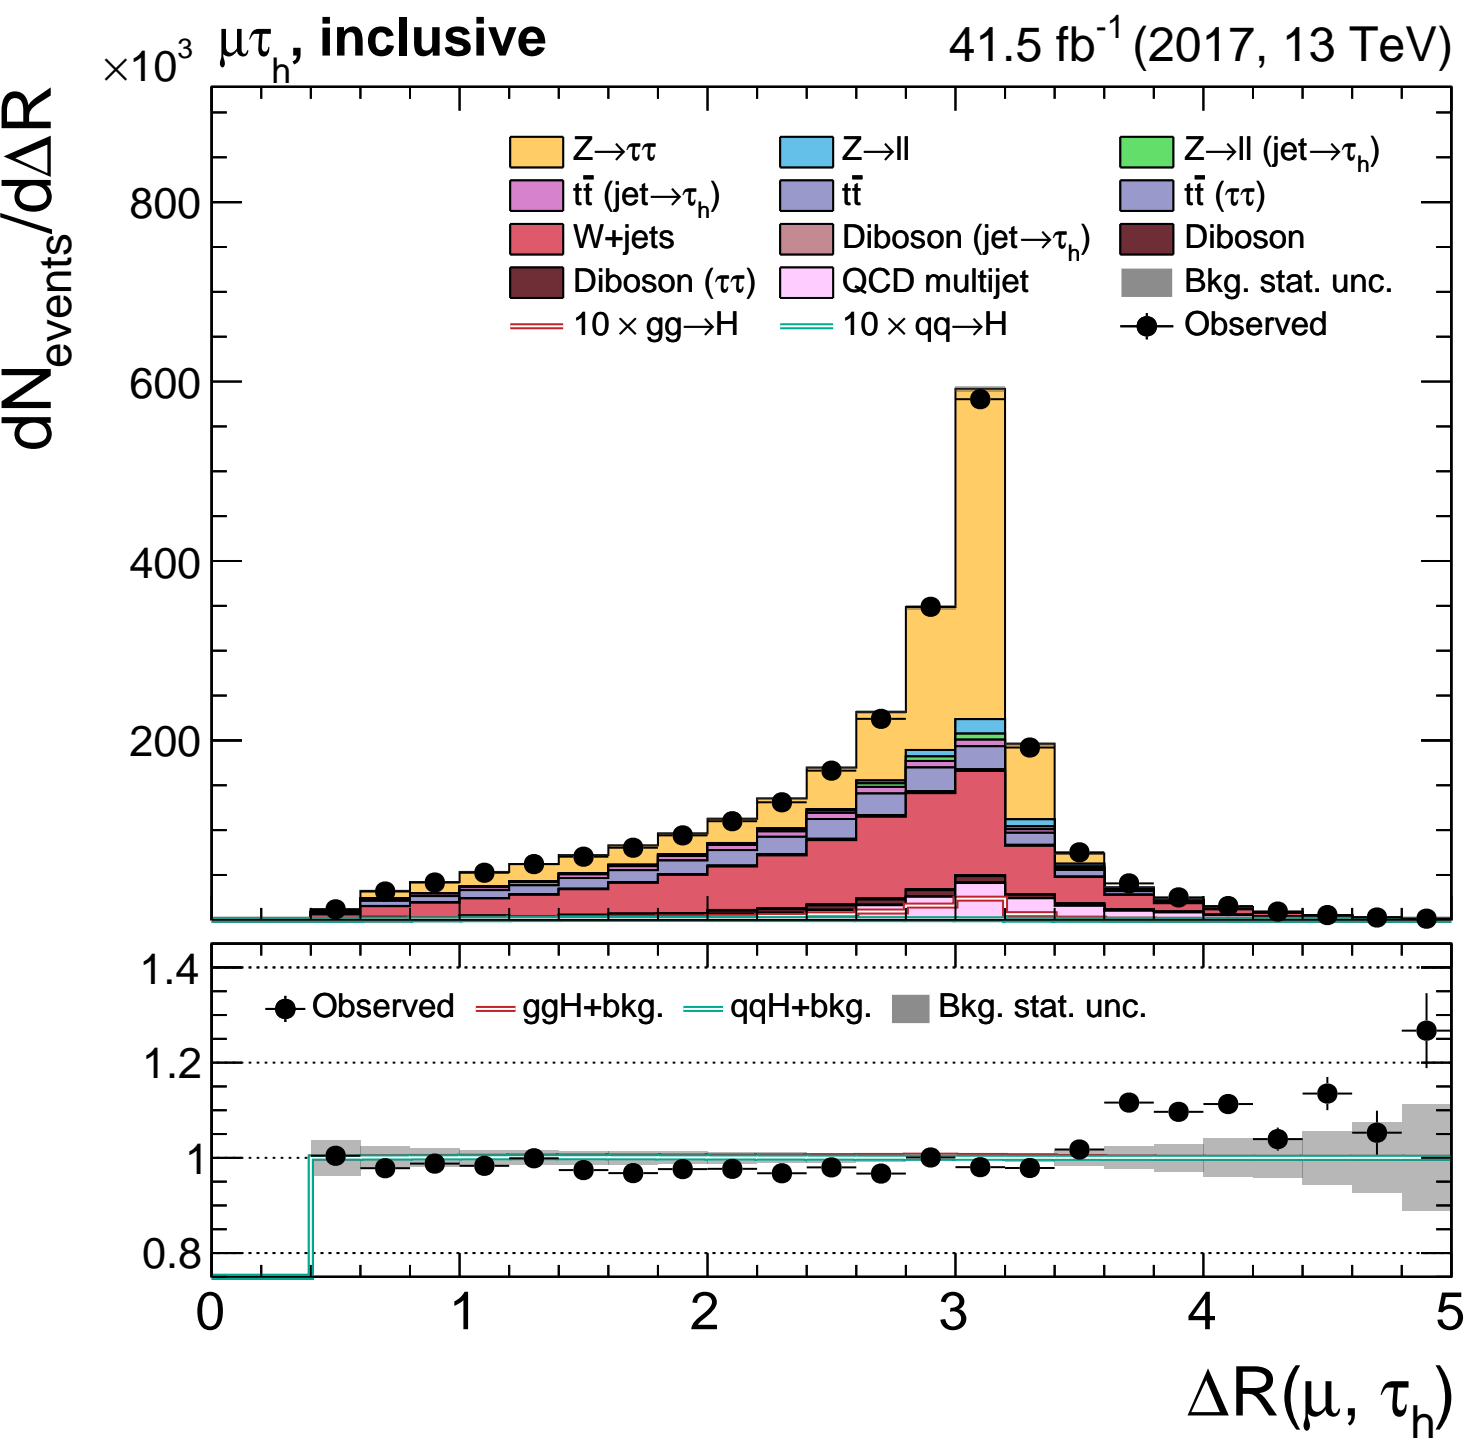 ×10³ μτₕ, inclusive 41.5 fb⁻¹ (2017, 13 TeV)
dN_events/dΔR
800
600
400
200
Z→ττ Z→ll Z→ll (jet→τₕ)
tt̄ (jet→τₕ) tt̄ tt̄ (ττ)
W+jets Diboson (jet→τₕ) Diboson
Diboson (ττ) QCD multijet Bkg. stat. unc.
10 × gg→H 10 × qq→H Observed
1.4
1.2
1
0.8
Observed ggH+bkg. qqH+bkg. Bkg. stat. unc.
0 1 2 3 4 5
ΔR(μ, τₕ)